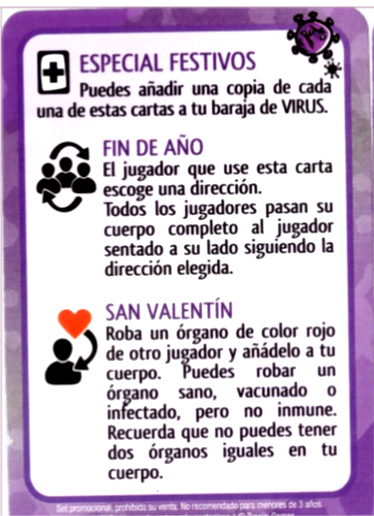 ESPECIAL FESTIVOS
Puedes añadir una copia de cada
una de estas cartas a tu baraja de VIRUS.
FIN DE AÑO
El jugador que use esta carta
escoge una dirección.
Todos los jugadores pasan su
cuerpo completo al jugador
sentado a su lado siguiendo la
dirección elegida.
SAN VALENTÍN
Roba un órgano de color rojo
de otro jugador y añádelo a tu
cuerpo. Puedes robar un
órgano sano, vacunado o
infectado, pero no inmune.
Recuerda que no puedes tener
dos órganos iguales en tu
cuerpo.
Set promocional, prohibida su venta. No recomendado para menores de 3 años.